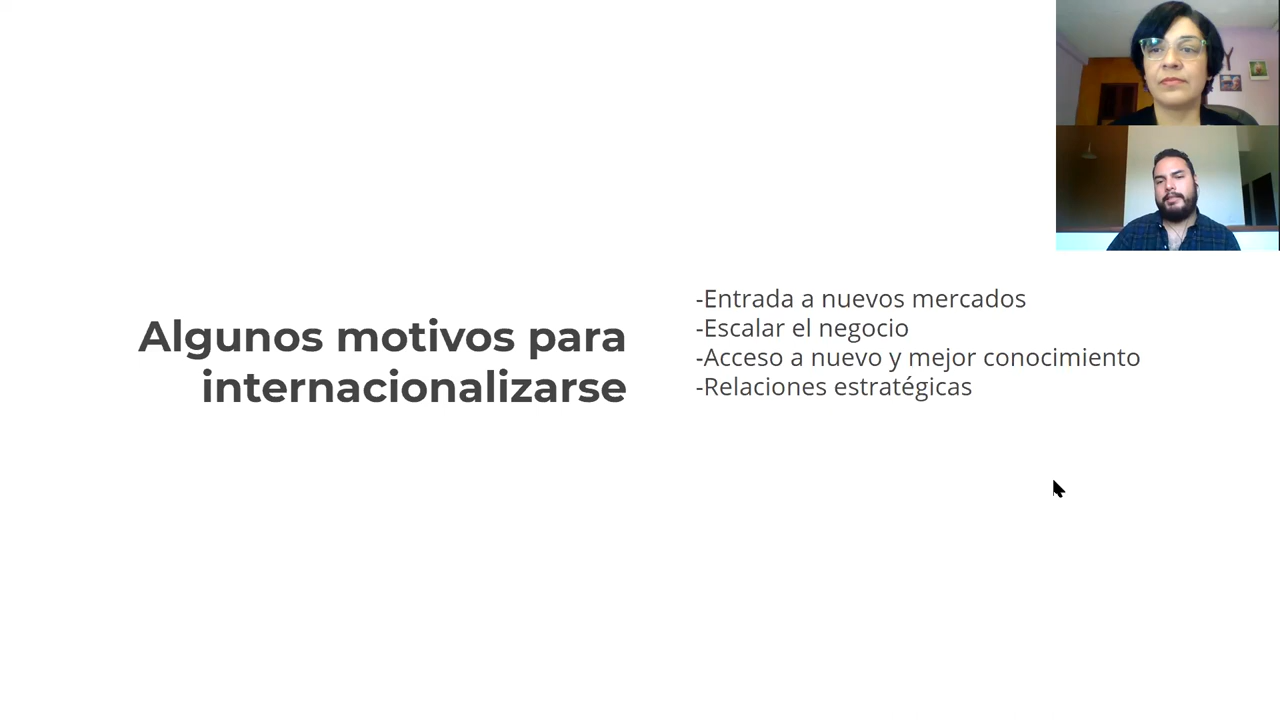 Algunos motivos para
internacionalizarse
-Entrada a nuevos mercados
-Escalar el negocio
-Acceso a nuevo y mejor conocimiento
-Relaciones estratégicas